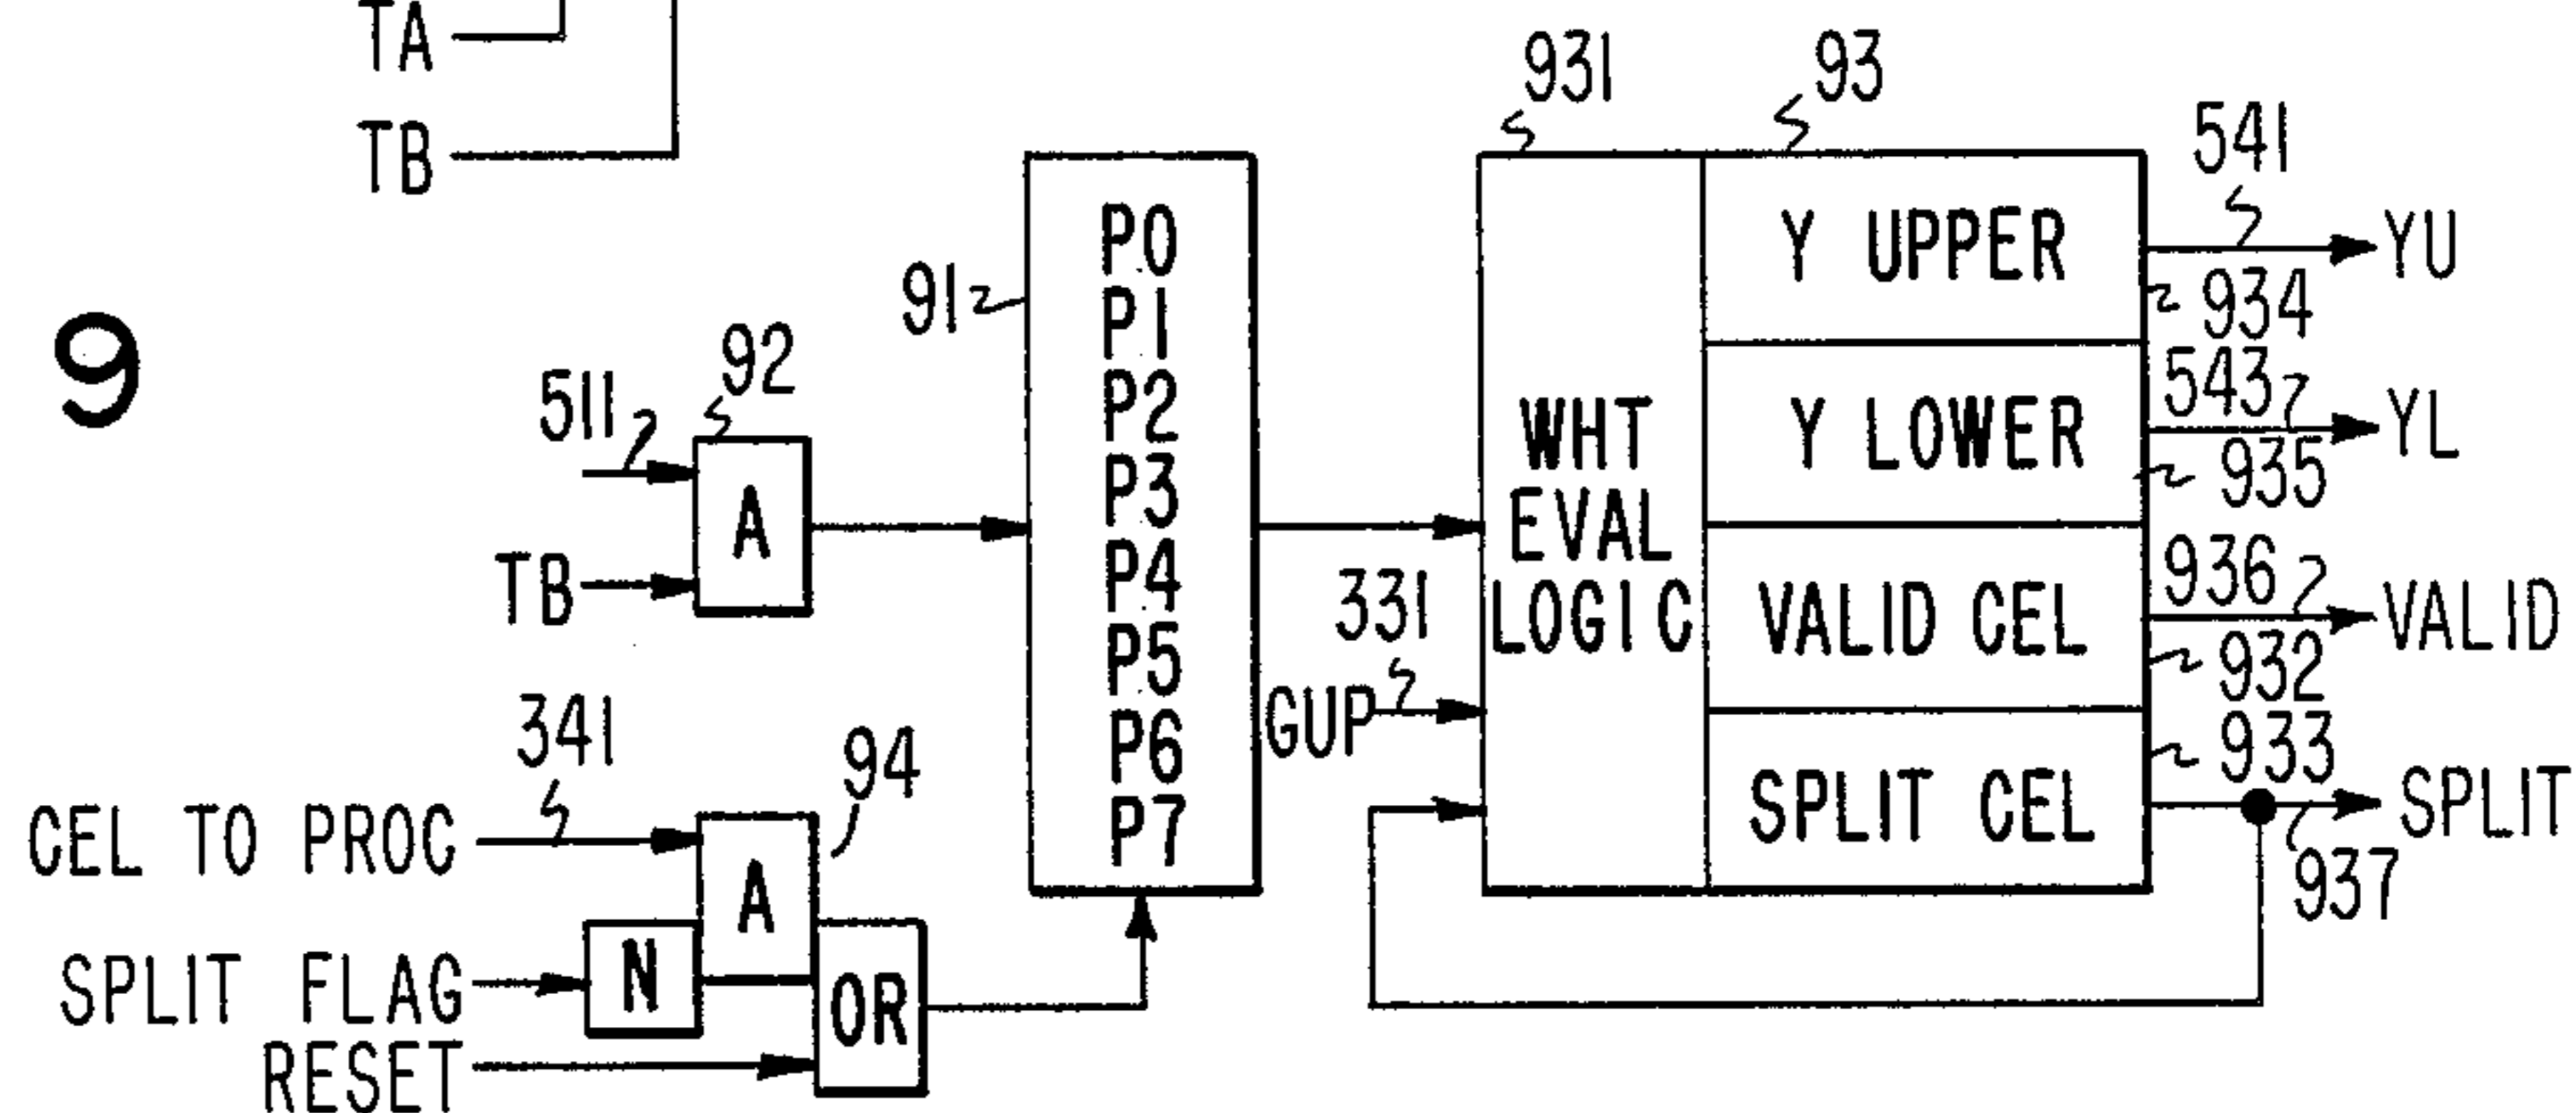 TA
TB
9
931
93
541
Y UPPER
YU
934
91
P0
P1
P2
P3
P4
P5
P6
P7
92
511
A
TB
WHT
EVAL
LOGIC
Y LOWER
543
YL
935
331
GUP
VALID CEL
936
VALID
932
933
SPLIT CEL
SPLIT
937
341
94
CEL TO PROC
A
SPLIT FLAG
N
OR
RESET